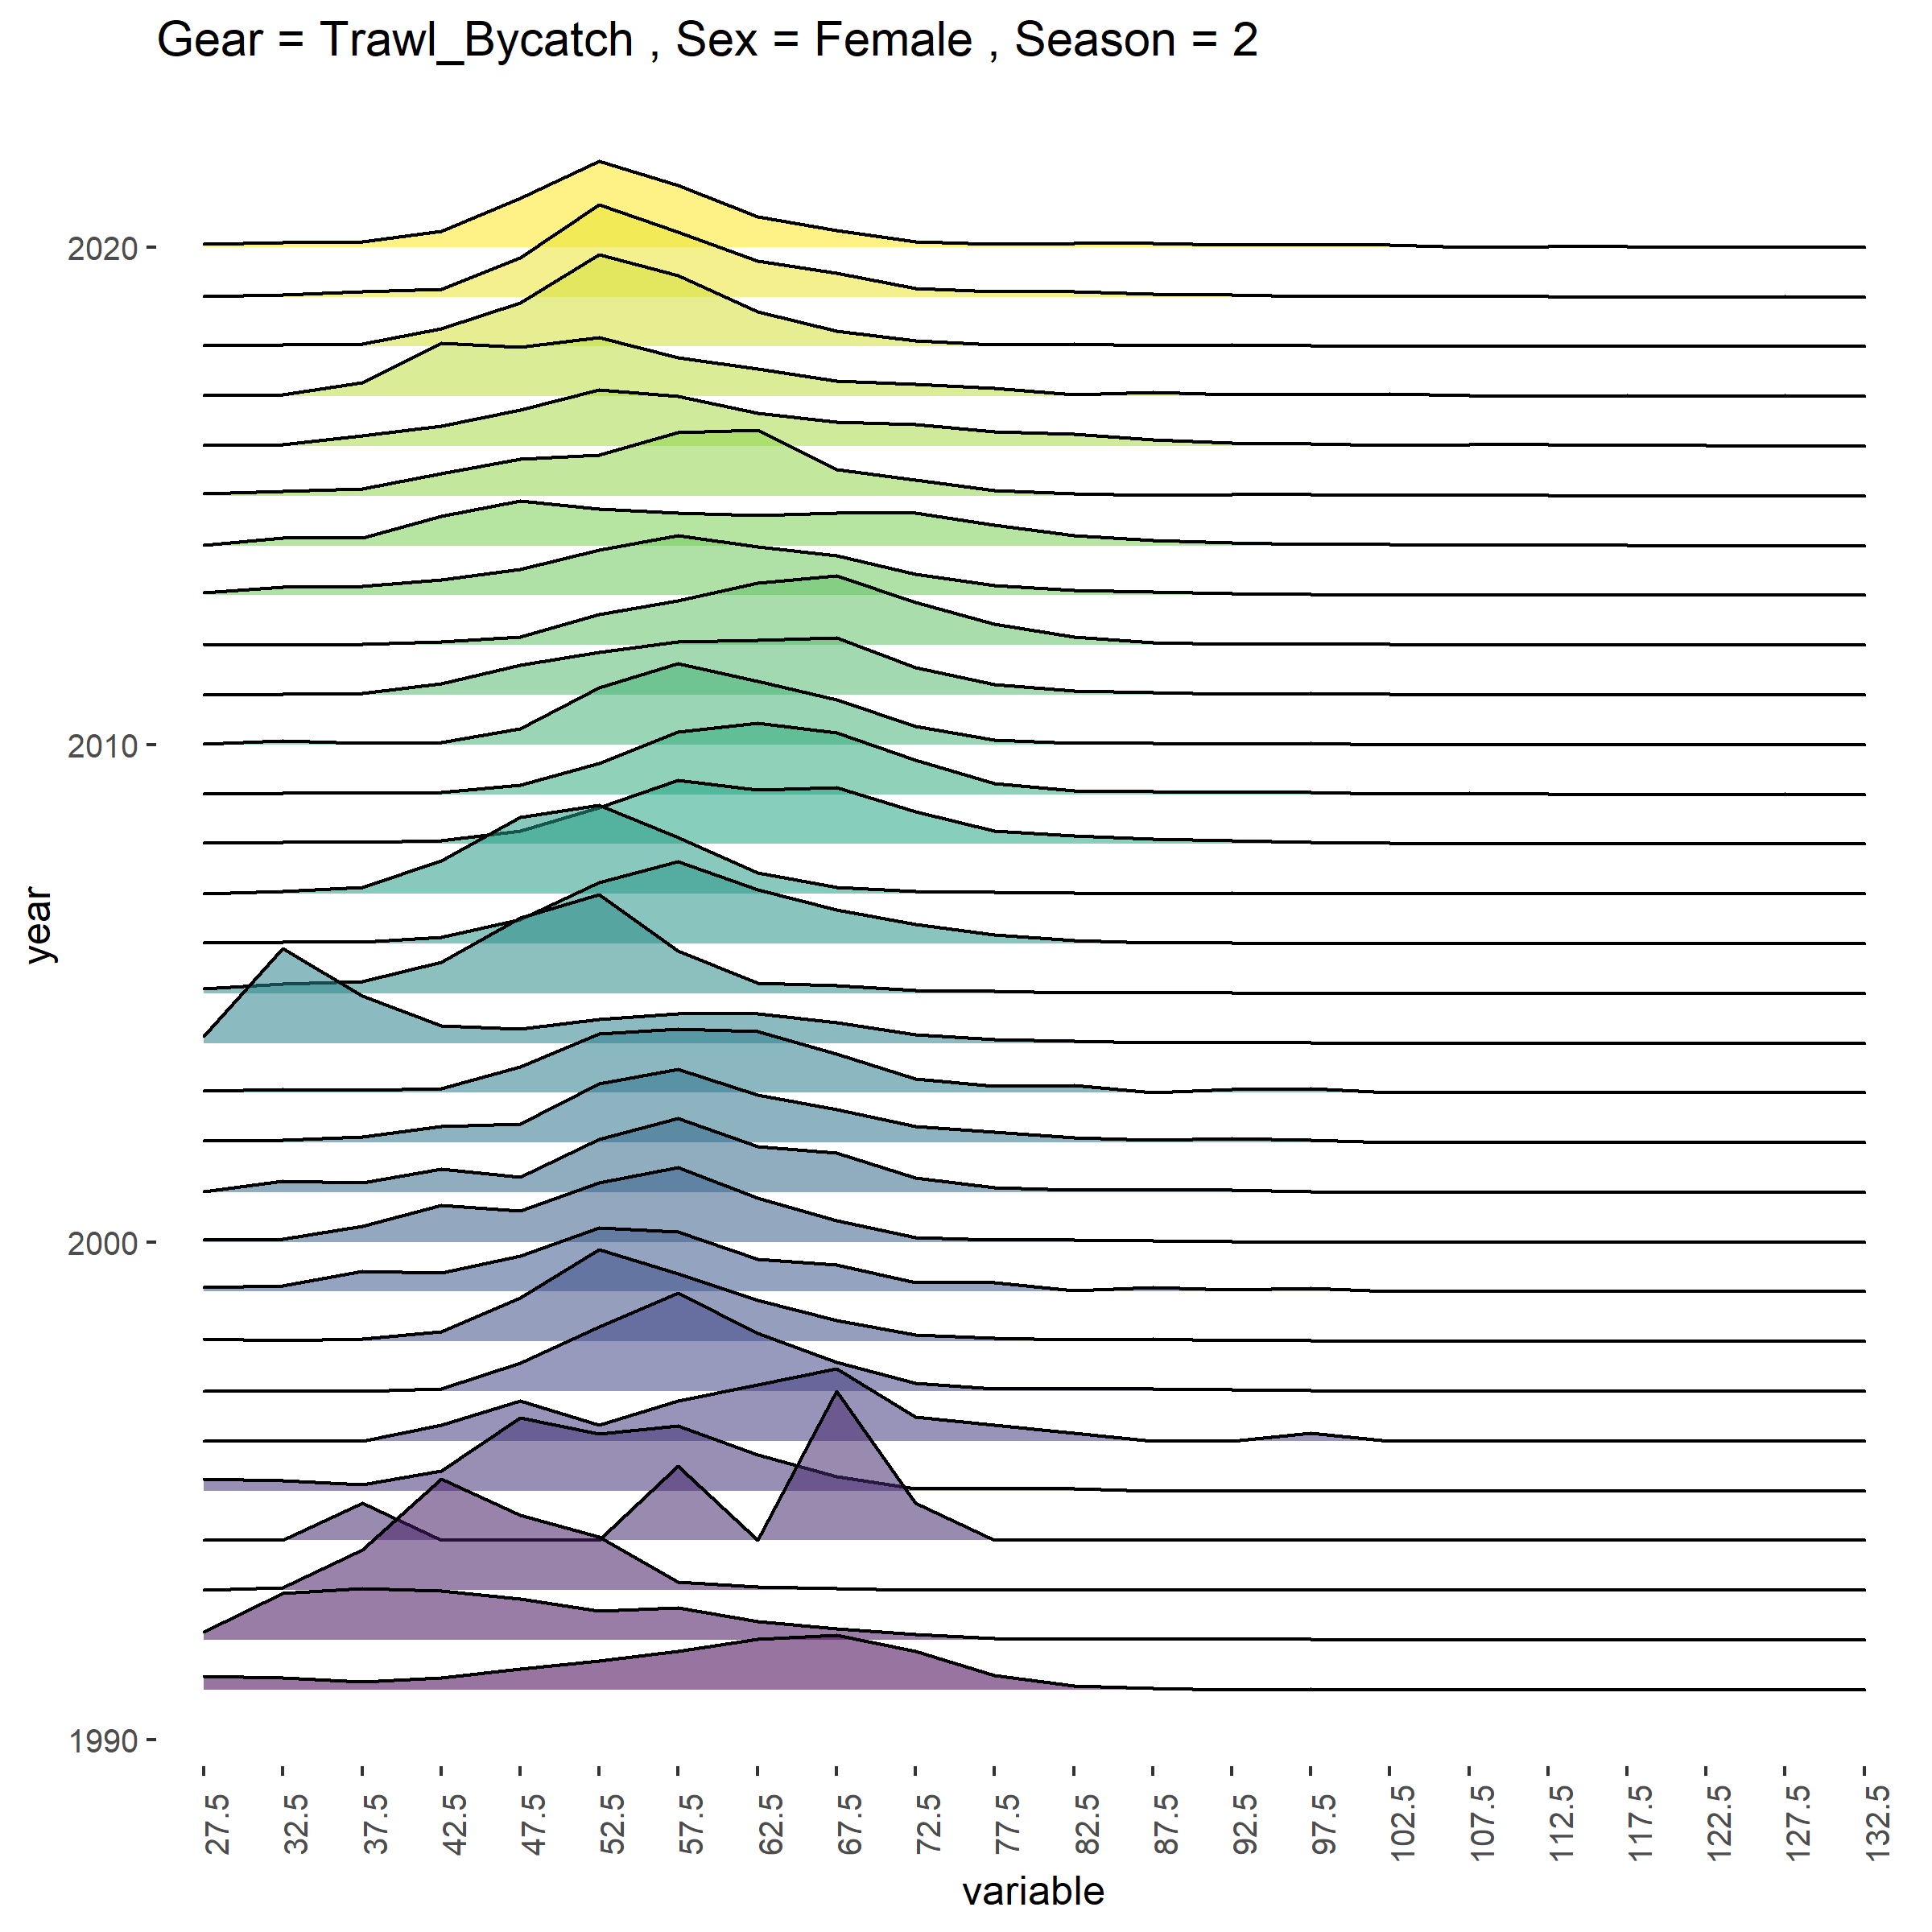 Gear = Trawl_Bycatch , Sex = Female , Season = 2
2020
2010
year
2000
1990
27.5 32.5 37.5 42.5 47.5 52.5 57.5 62.5 67.5 72.5 77.5 82.5 87.5 92.5 97.5 102.5 107.5 112.5 117.5 122.5 127.5 132.5
variable